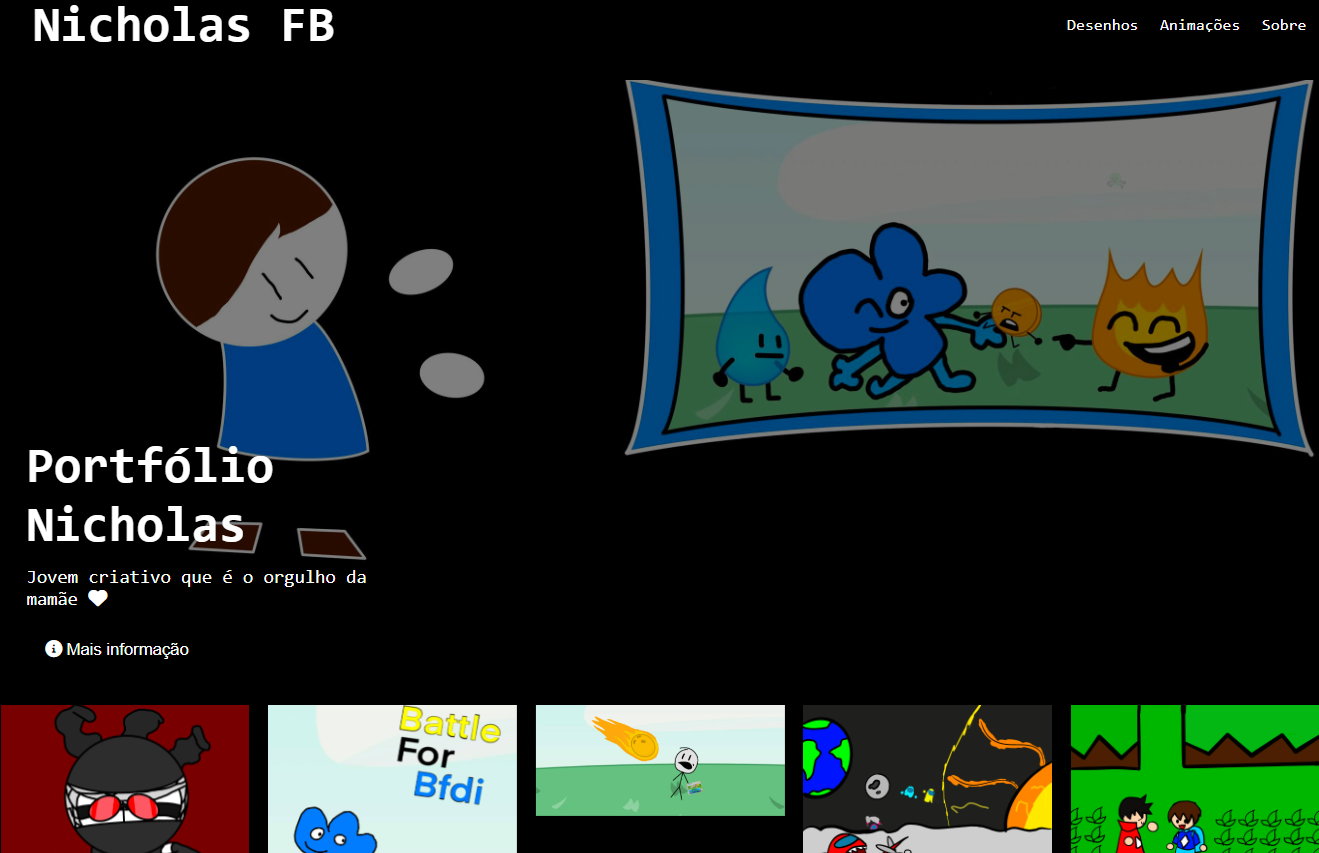 Nicholas FB
Desenhos Animações Sobre
Portfólio
Nicholas
Jovem criativo que é o orgulho da
mamãe
Mais informação
Battle
For
Bfdi